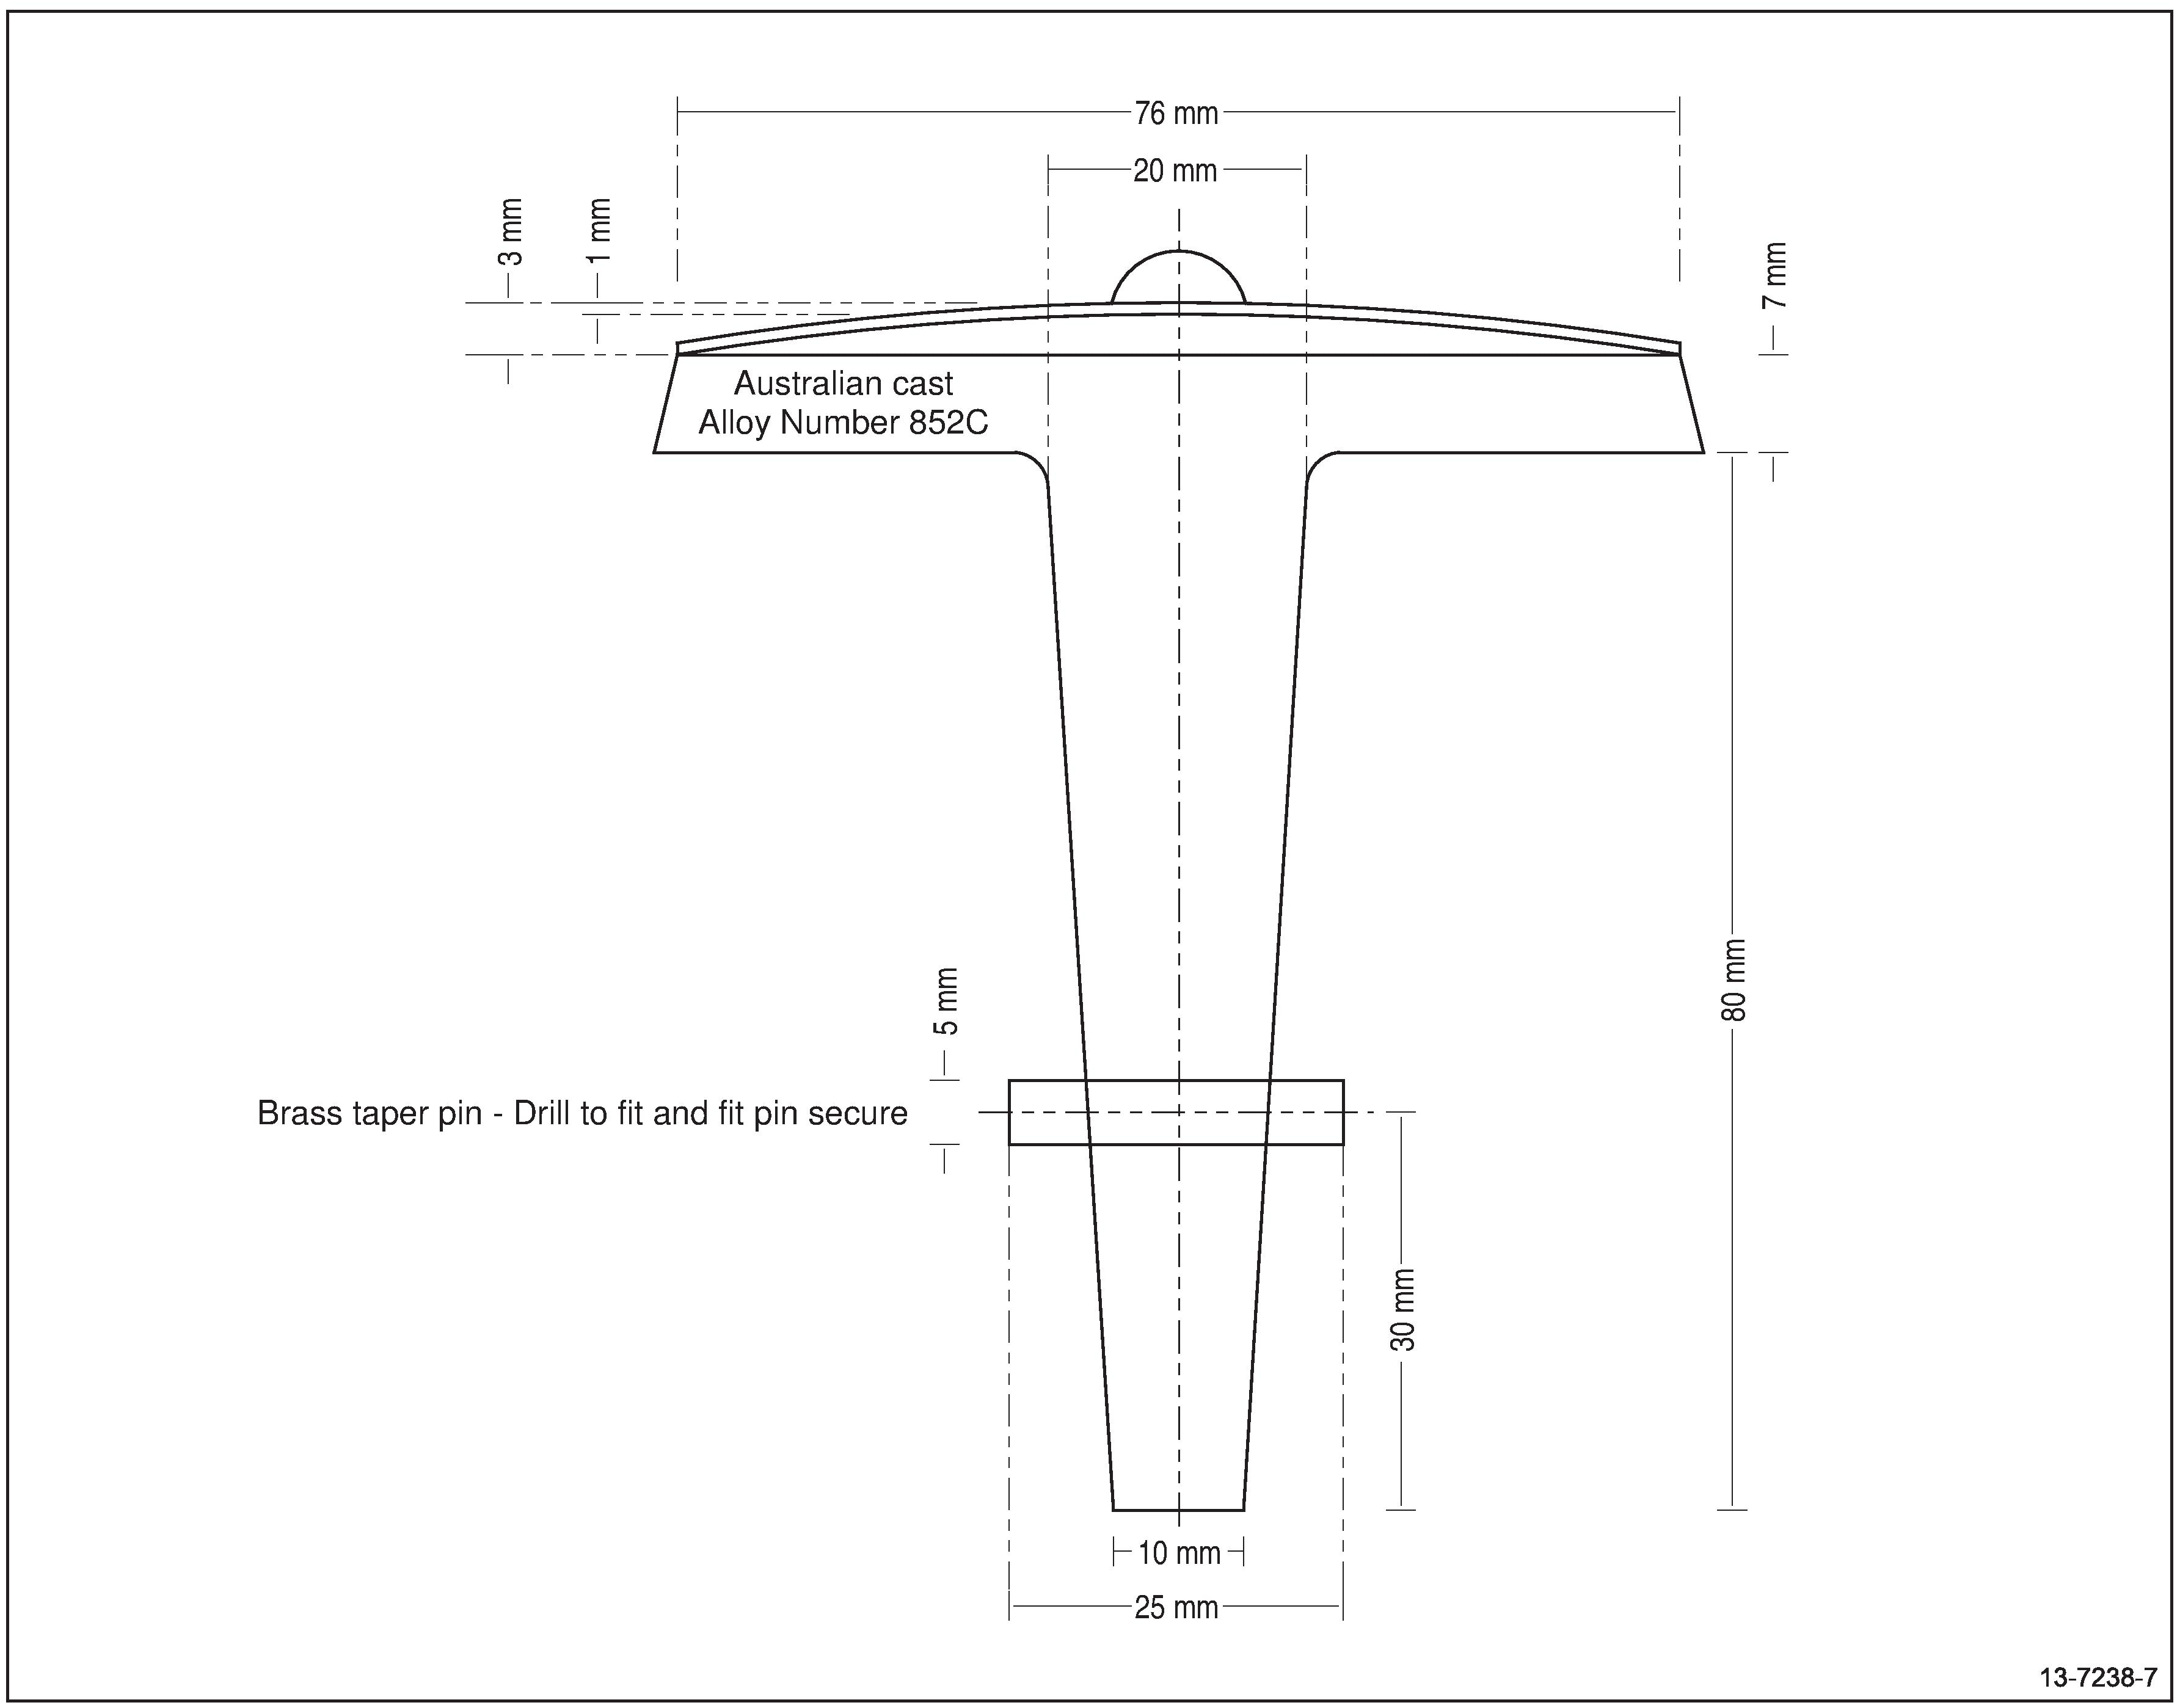 76 mm
20 mm
3 mm
1 mm
7 mm
Australian cast
Alloy Number 852C
80 mm
5 mm
Brass taper pin - Drill to fit and fit pin secure
30 mm
10 mm
25 mm
13-7238-7